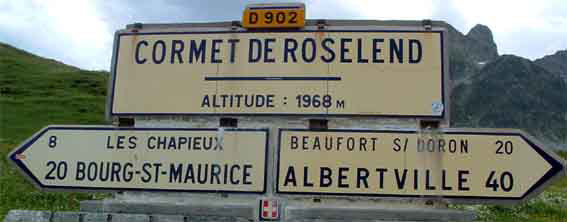 D 902
CORMET DE ROSELEND
ALTITUDE : 1968 M
8 LES CHAPIEUX
20 BOURG-ST-MAURICE
BEAUFORT S/ DORON 20
ALBERTVILLE 40